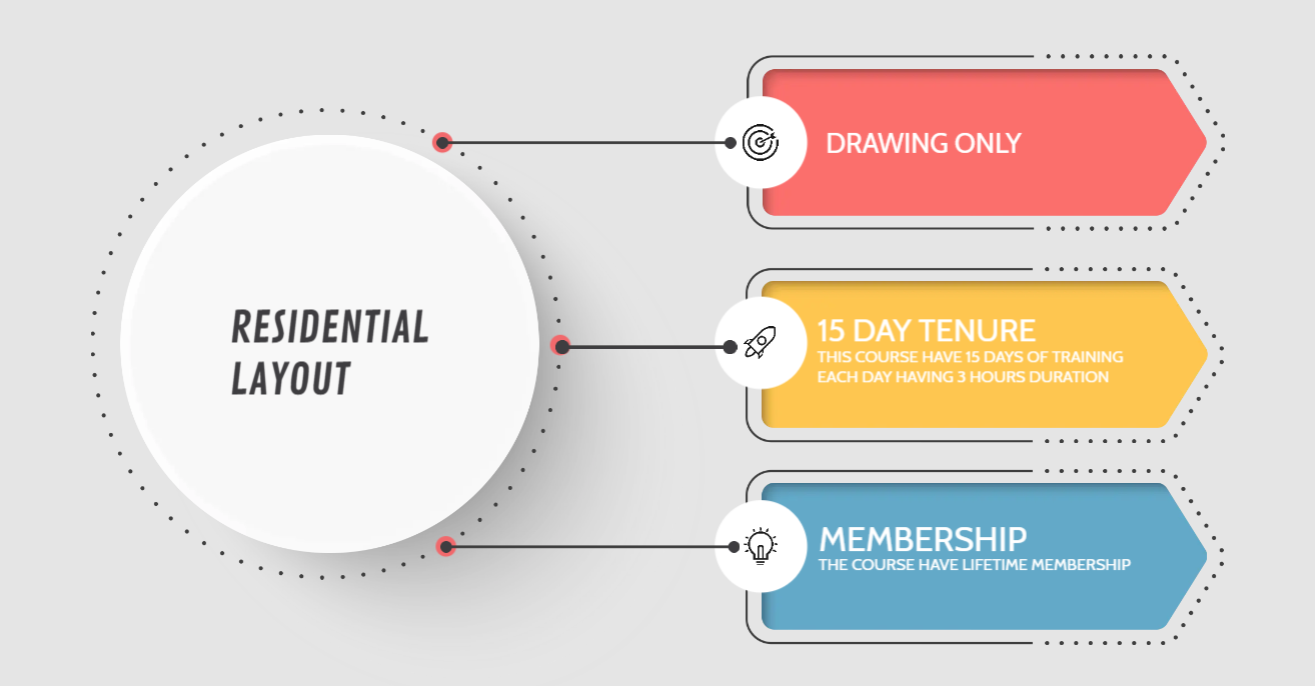 RESIDENTIAL
LAYOUT
DRAWING ONLY
15 DAY TENURE
THIS COURSE HAVE 15 DAYS OF TRAINING
EACH DAY HAVING 3 HOURS DURATION
MEMBERSHIP
THE COURSE HAVE LIFETIME MEMBERSHIP